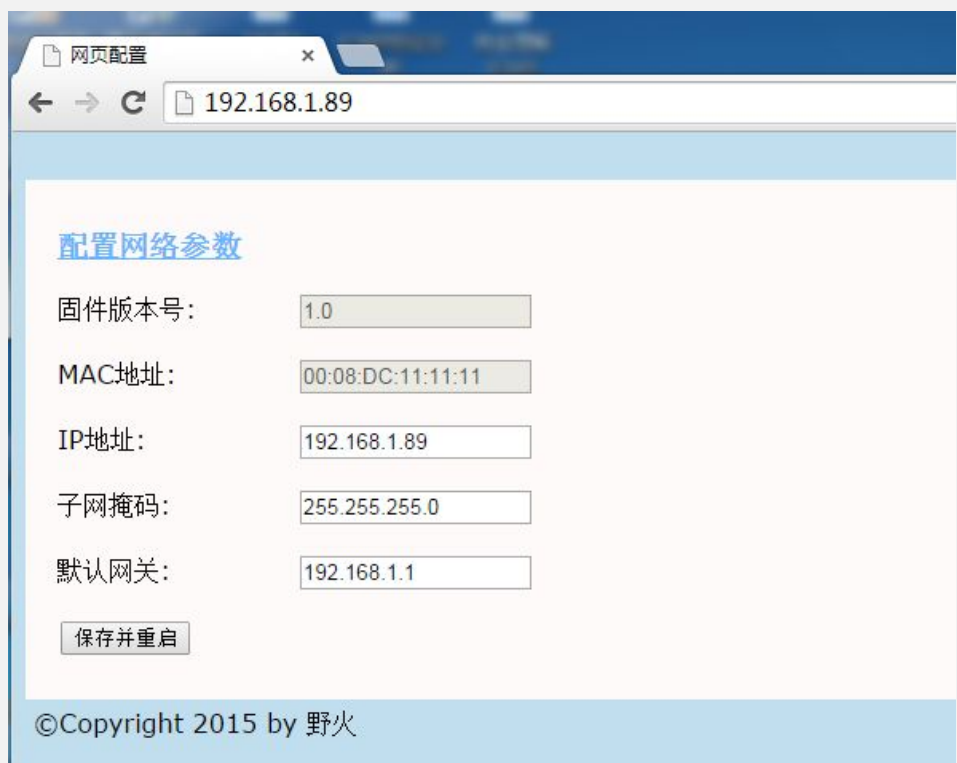 网页配置
192.168.1.89
配置网络参数
固件版本号: 1.0
MAC地址: 00:08:DC:11:11:11
IP地址: 192.168.1.89
子网掩码: 255.255.255.0
默认网关: 192.168.1.1
保存并重启
©Copyright 2015 by 野火